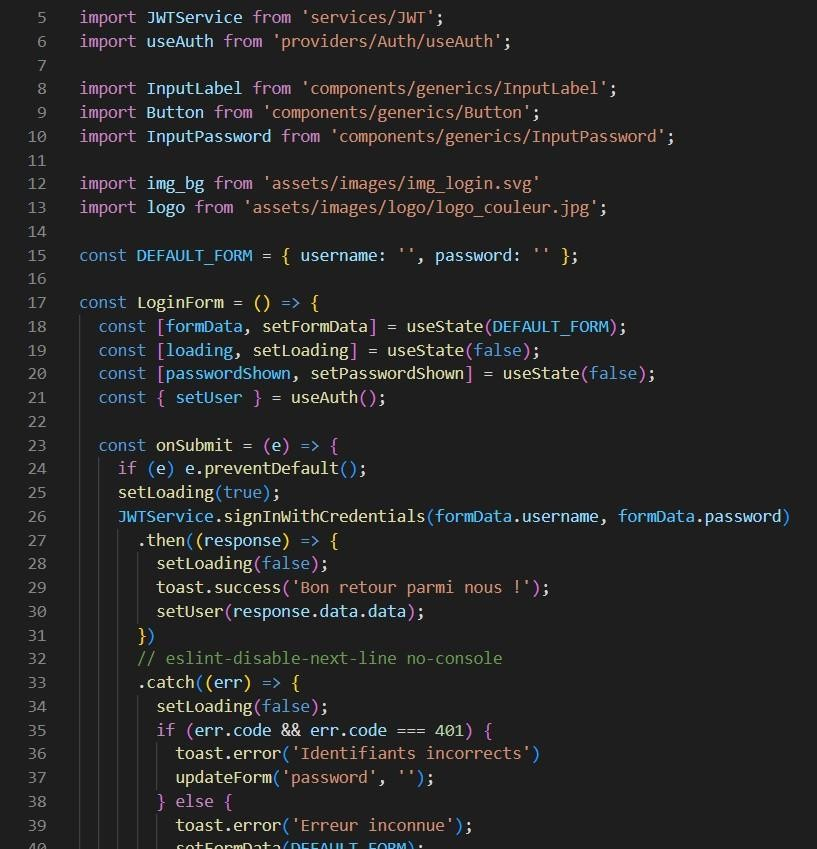 5 import JWTService from 'services/JWT';
6 import useAuth from 'providers/Auth/useAuth';
7
8 import InputLabel from 'components/generics/InputLabel';
9 import Button from 'components/generics/Button';
10 import InputPassword from 'components/generics/InputPassword';
11
12 import img_bg from 'assets/images/img_login.svg'
13 import logo from 'assets/images/logo/logo_couleur.jpg';
14
15 const DEFAULT_FORM = { username: '', password: '' };
16
17 const LoginForm = () => {
18 const [formData, setFormData] = useState(DEFAULT_FORM);
19 const [loading, setLoading] = useState(false);
20 const [passwordShown, setPasswordShown] = useState(false);
21 const { setUser } = useAuth();
22
23 const onSubmit = (e) => {
24 if (e) e.preventDefault();
25 setLoading(true);
26 JWTService.signInWithCredentials(formData.username, formData.password)
27 .then((response) => {
28 setLoading(false);
29 toast.success('Bon retour parmi nous !');
30 setUser(response.data.data);
31 })
32 // eslint-disable-next-line no-console
33 .catch((err) => {
34 setLoading(false);
35 if (err.code && err.code === 401) {
36 toast.error('Identifiants incorrects')
37 updateForm('password', '');
38 } else {
39 toast.error('Erreur inconnue');
40 setFormData(DEFAULT_FORM);